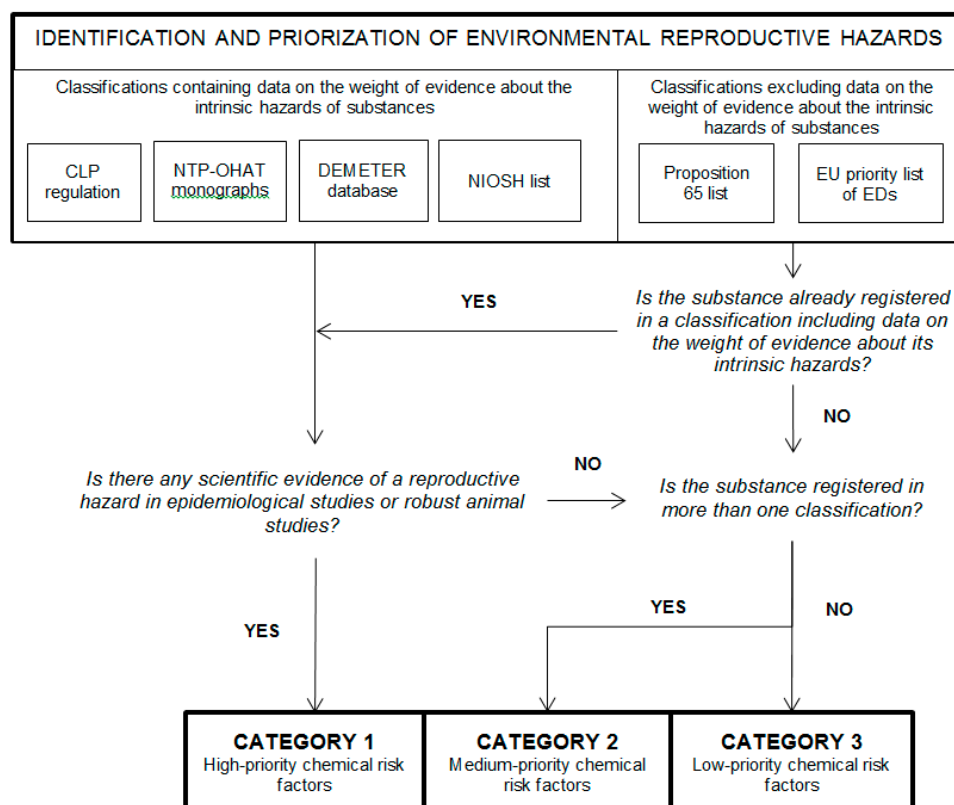 IDENTIFICATION AND PRIORIZATION OF ENVIRONMENTAL REPRODUCTIVE HAZARDS
Classifications containing data on the weight of evidence about the
intrinsic hazards of substances
CLP
regulation
NTP-OHAT
monographs
DEMETER
database
NIOSH list
Classifications excluding data on the
weight of evidence about the intrinsic
hazards of substances
Proposition
65 list
EU priority list
of EDs
YES
Is the substance already registered
in a classification including data on
the weight of evidence about its
intrinsic hazards?
NO
Is there any scientific evidence of a reproductive
hazard in epidemiological studies or robust animal
studies?
NO
Is the substance registered in
more than one classification?
YES
YES
NO
CATEGORY 1
High-priority chemical risk
factors
CATEGORY 2
Medium-priority chemical
risk factors
CATEGORY 3
Low-priority chemical risk
factors